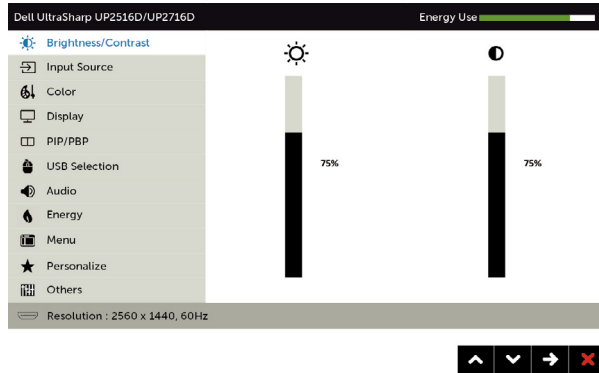 Dell UltraSharp UP2516D/UP2716D
Energy Use
Brightness/Contrast
Input Source
Color
Display
PIP/PBP
USB Selection
Audio
Energy
Menu
Personalize
Others
75%
75%
Resolution : 2560 x 1440, 60Hz